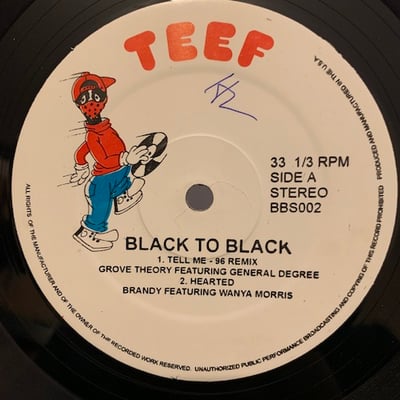 TEEF
33 1/3 RPM
SIDE A
STEREO
BBS002
BLACK TO BLACK
1. TELL ME - 96 REMIX
GROVE THEORY FEATURING GENERAL DEGREE
2. HEARTED
BRANDY FEATURING WANYA MORRIS
ALL RIGHTS OF THE MANUFACTURER AND OF THE OWNER OF THE RECORDED WORK RESERVED. UNAUTHORIZED PUBLIC PERFORMANCE BROADCASTING AND COPYING OF THIS RECORD PROHIBITED PRODUCED AND MANUFACTURED IN THE U.S.A.